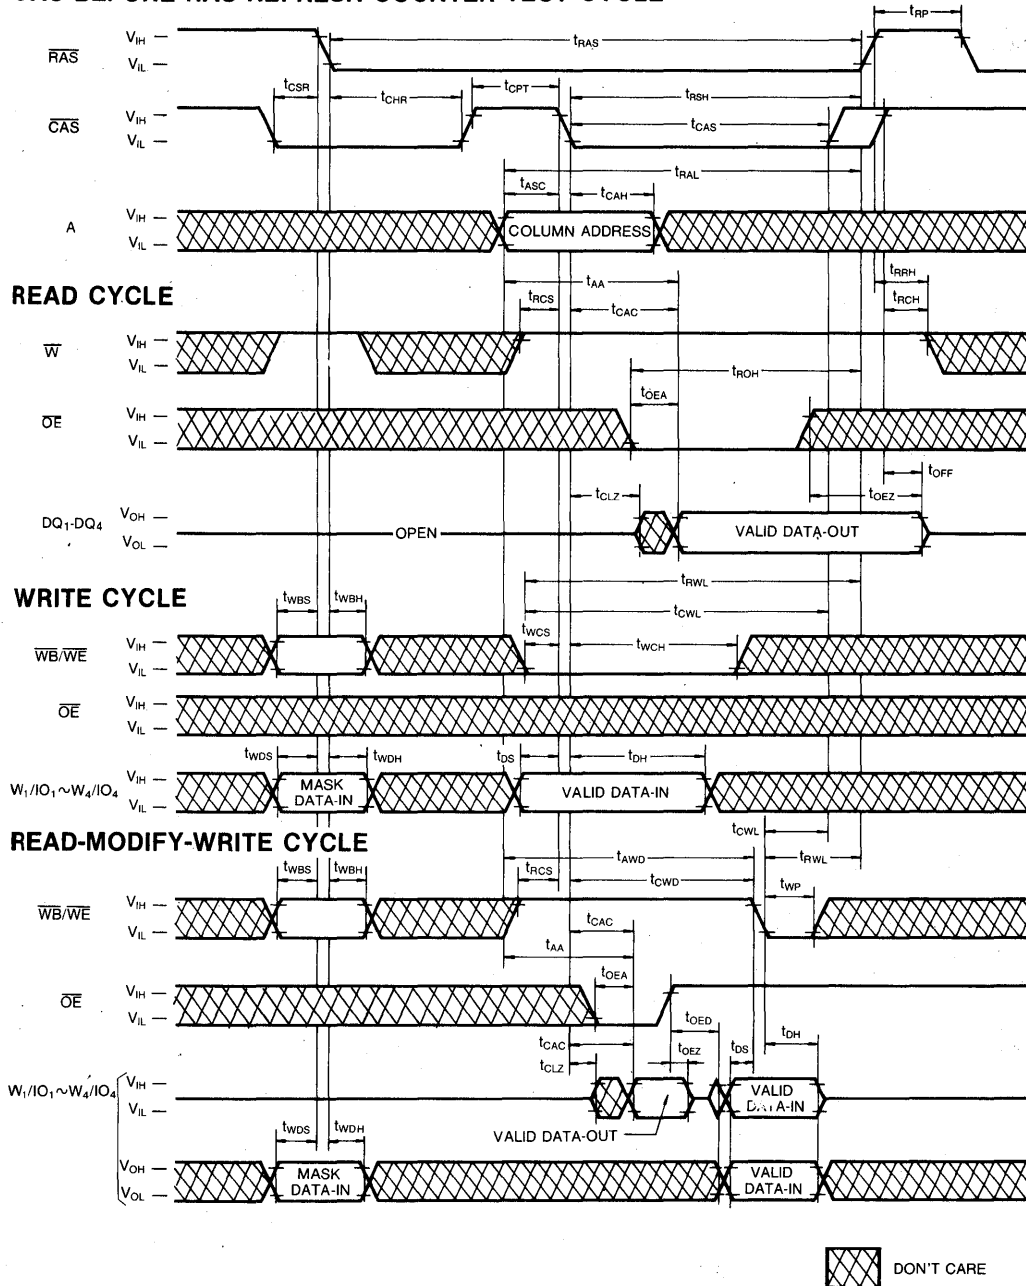 CAS-BEFORE-RAS REFRESH COUNTER TEST CYCLE
tRP
RAS
VIH
VIL
tRAS
tCSR
tCHR
tCPT
tRSH
CAS
VIH
VIL
tCAS
tRAL
tASC
tCAH
A
VIH
VIL
COLUMN ADDRESS
tRRH
tAA
READ CYCLE
tRCS
tCAC
tRCH
W
VIH
VIL
tROH
tOEA
OE
VIH
VIL
tOFF
tCLZ
tOEZ
DQ1-DQ4
VOH
VOL
OPEN
VALID DATA-OUT
tRWL
WRITE CYCLE
tWBS
tWBH
tCWL
tWCS
tWCH
WB/WE
VIH
VIL
OE
VIH
VIL
tWDS
tWDH
tDS
tDH
W1/IO1~W4/IO4
VIH
VIL
MASK
DATA-IN
VALID DATA-IN
tCWL
READ-MODIFY-WRITE CYCLE
tAWD
tRWL
tWBS
tWBH
tRCS
tCWD
tWP
WB/WE
VIH
VIL
tCAC
tAA
tOEA
OE
VIH
VIL
tOED
tDH
tCAC
tOEZ
tDS
tCLZ
W1/IO1~W4/IO4
VIH
VIL
VALID
DATA-IN
VALID DATA-OUT
tWDS
tWDH
VOH
VOL
MASK
DATA-IN
VALID
DATA-IN
DON'T CARE